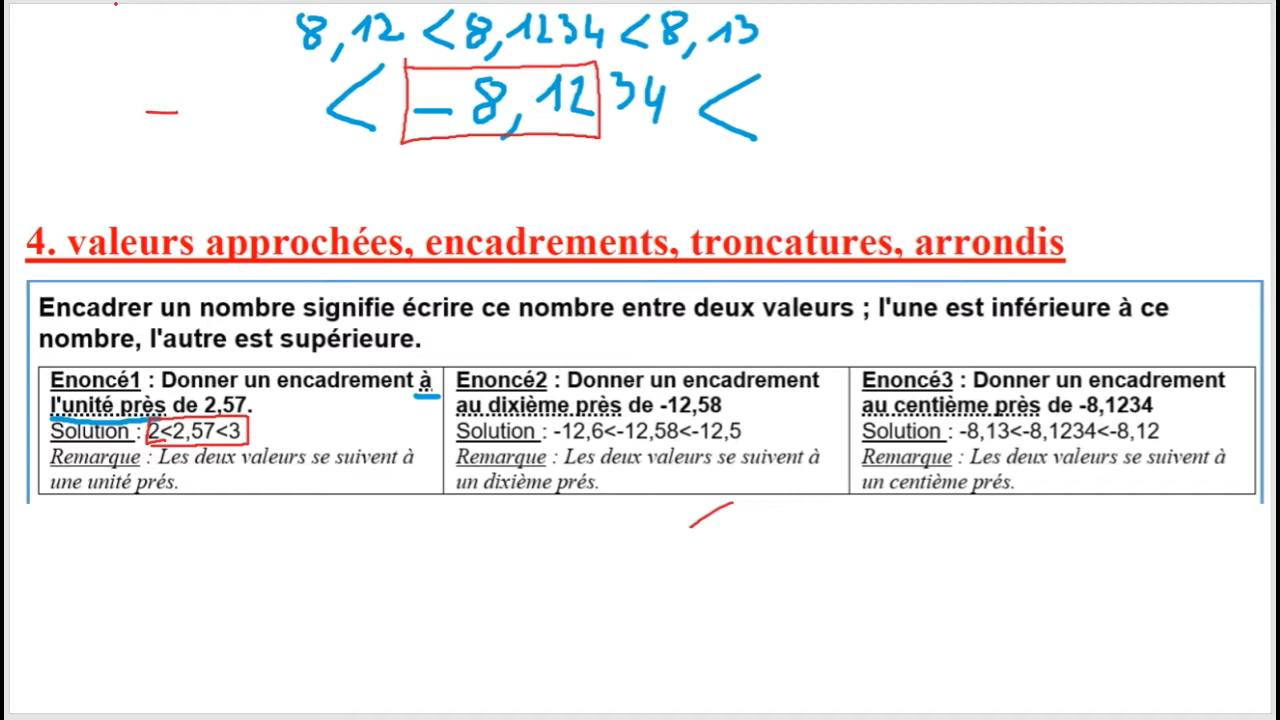 8,12 < 8,1234 < 8,13
< - 8,1234 <
4. valeurs approchées, encadrements, troncatures, arrondis
Encadrer un nombre signifie écrire ce nombre entre deux valeurs ; l'une est inférieure à ce
nombre, l'autre est supérieure.
Enoncé1 : Donner un encadrement à
l'unité près de 2,57.
Solution : 2<2,57<3
Remarque : Les deux valeurs se suivent à
une unité prés.
Enoncé2 : Donner un encadrement
au dixième près de -12,58
Solution : -12,6<-12,58<-12,5
Remarque : Les deux valeurs se suivent à
un dixième prés.
Enoncé3 : Donner un encadrement
au centième près de -8,1234
Solution : -8,13<-8,1234<-8,12
Remarque : Les deux valeurs se suivent à
un centième prés.